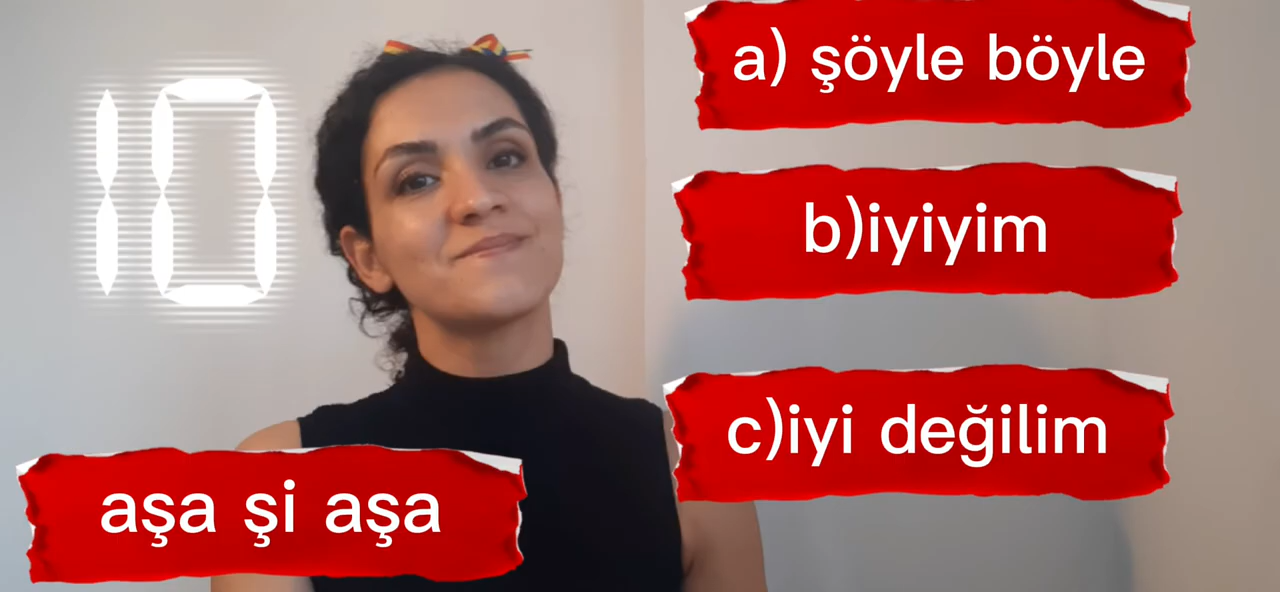 10
a) şöyle böyle
b)iyiyim
c)iyi değilim
aşa şi aşa